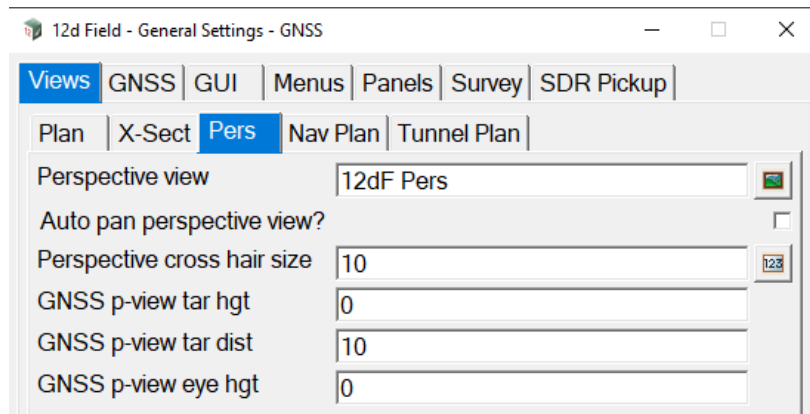 12d Field - General Settings - GNSS
Views GNSS GUI Menus Panels Survey SDR Pickup
Plan X-Sect Pers Nav Plan Tunnel Plan
Perspective view 12dF Pers
Auto pan perspective view?
Perspective cross hair size 10 123
GNSS p-view tar hgt 0
GNSS p-view tar dist 10
GNSS p-view eye hgt 0